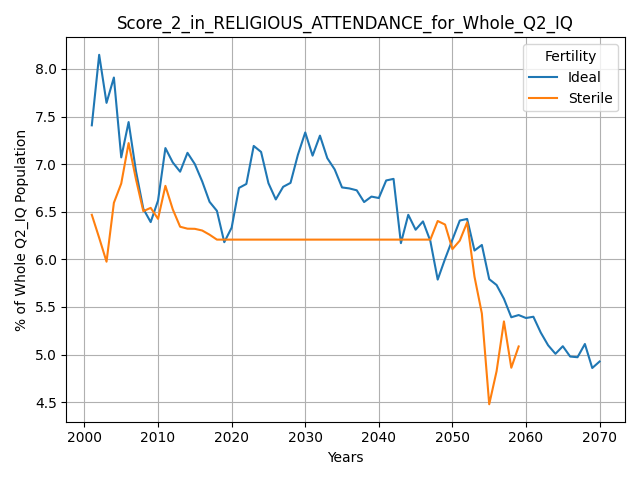 Score_2_in_RELIGIOUS_ATTENDANCE_for_Whole_Q2_IQ
Fertility
Ideal
Sterile
% of Whole Q2_IQ Population
8.0
7.5
7.0
6.5
6.0
5.5
5.0
4.5
2000 2010 2020 2030 2040 2050 2060 2070
Years